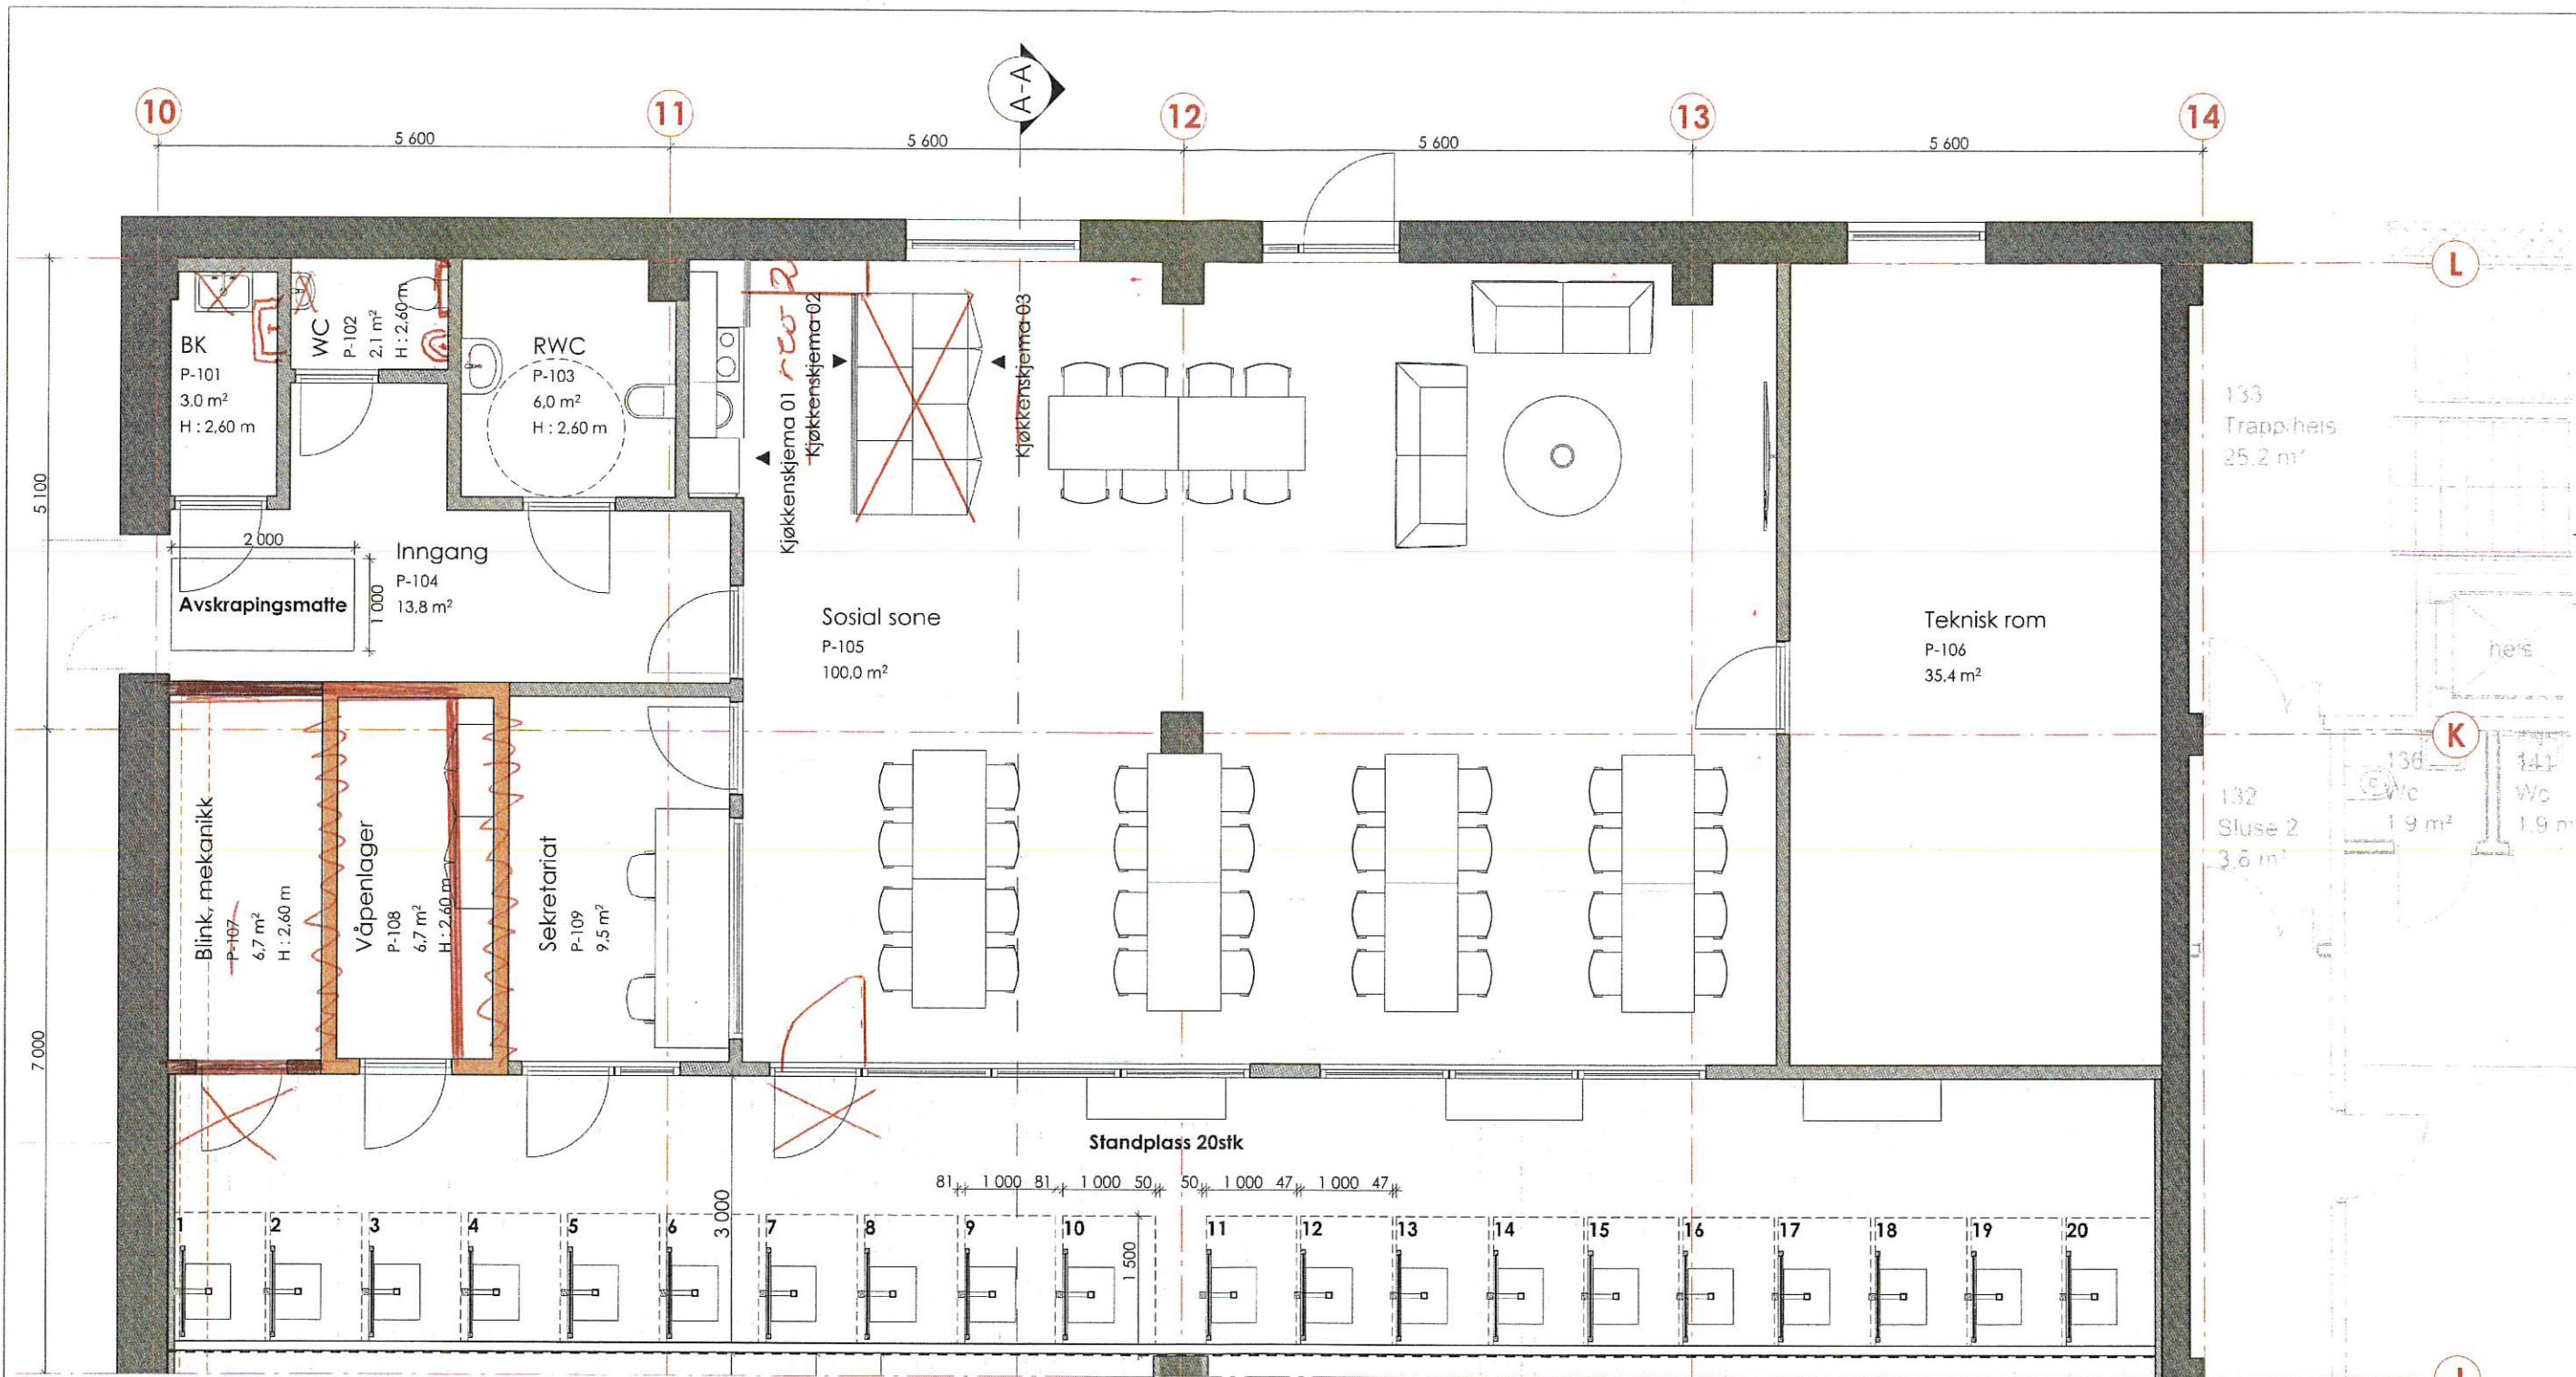 A-A
10
11
12
13
14
5 600
5 600
5 600
5 600
L
K
5 100
7 000
BK
P-101
3,0 m²
H : 2,60 m
WC
P-102
2,1 m²
H : 2,60 m
RWC
P-103
6,0 m²
H : 2,60 m
Kjøkkenskjema 01
Kjøkkenskjema 02
Kjøkkenskjema 03
2 000
1 000
Avskrapingsmatte
Inngang
P-104
13,8 m²
Sosial sone
P-105
100,0 m²
Teknisk rom
P-106
35,4 m²
133
Trapp/heis
25,2 m²
heis
Blink, mekanikk
P-107
6,7 m²
H : 2,60 m
Våpenlager
P-108
6,7 m²
H : 2,60 m
Sekretariat
P-109
9,5 m²
132
Sluse 2
3,8 m²
136
Wc
1,9 m²
141
Wc
1,9 m
Standplass 20stk
81
1 000
81
1 000
50
50
1 000
47
1 000
47
3 000
1 500
1
2
3
4
5
6
7
8
9
10
11
12
13
14
15
16
17
18
19
20